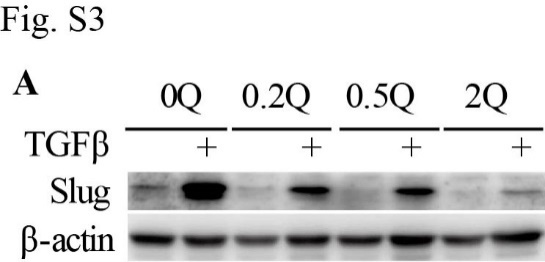 Fig. S3
A
0Q 0.2Q 0.5Q 2Q
TGFβ + + + +
Slug
β-actin